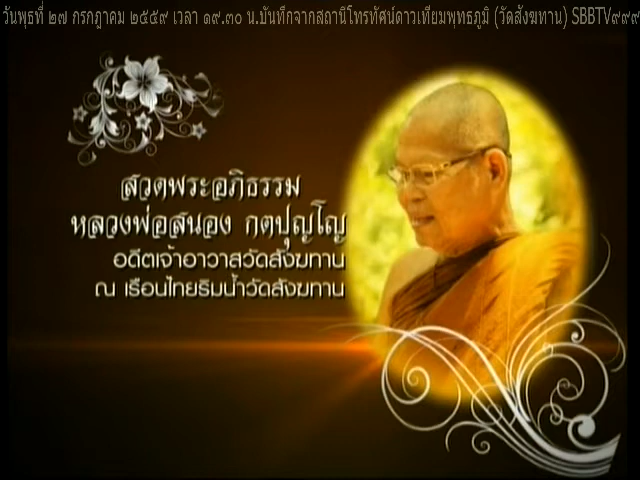 วันพุธที่ ๒๗ กรกฎาคม ๒๕๕๙ เวลา ๑๙.๓๐ น.บันทึกจากสถานีโทรทัศน์ดาวเทียมพุทธภูมิ (วัดสังฆทาน) SBBTV๙๙๙
สวดพระอภิธรรม
หลวงพ่อสนอง กตปุญโญ
อดีตเจ้าอาวาสวัดสังฆทาน
ณ เรือนไทยริมน้ำวัดสังฆทาน